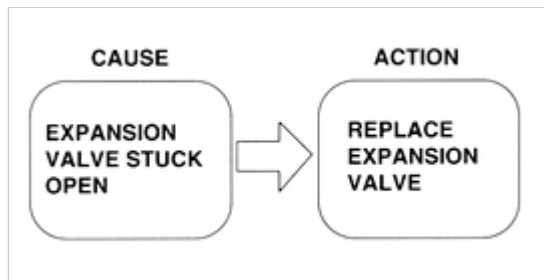 CAUSE
EXPANSION
VALVE STUCK
OPEN
ACTION
REPLACE
EXPANSION
VALVE